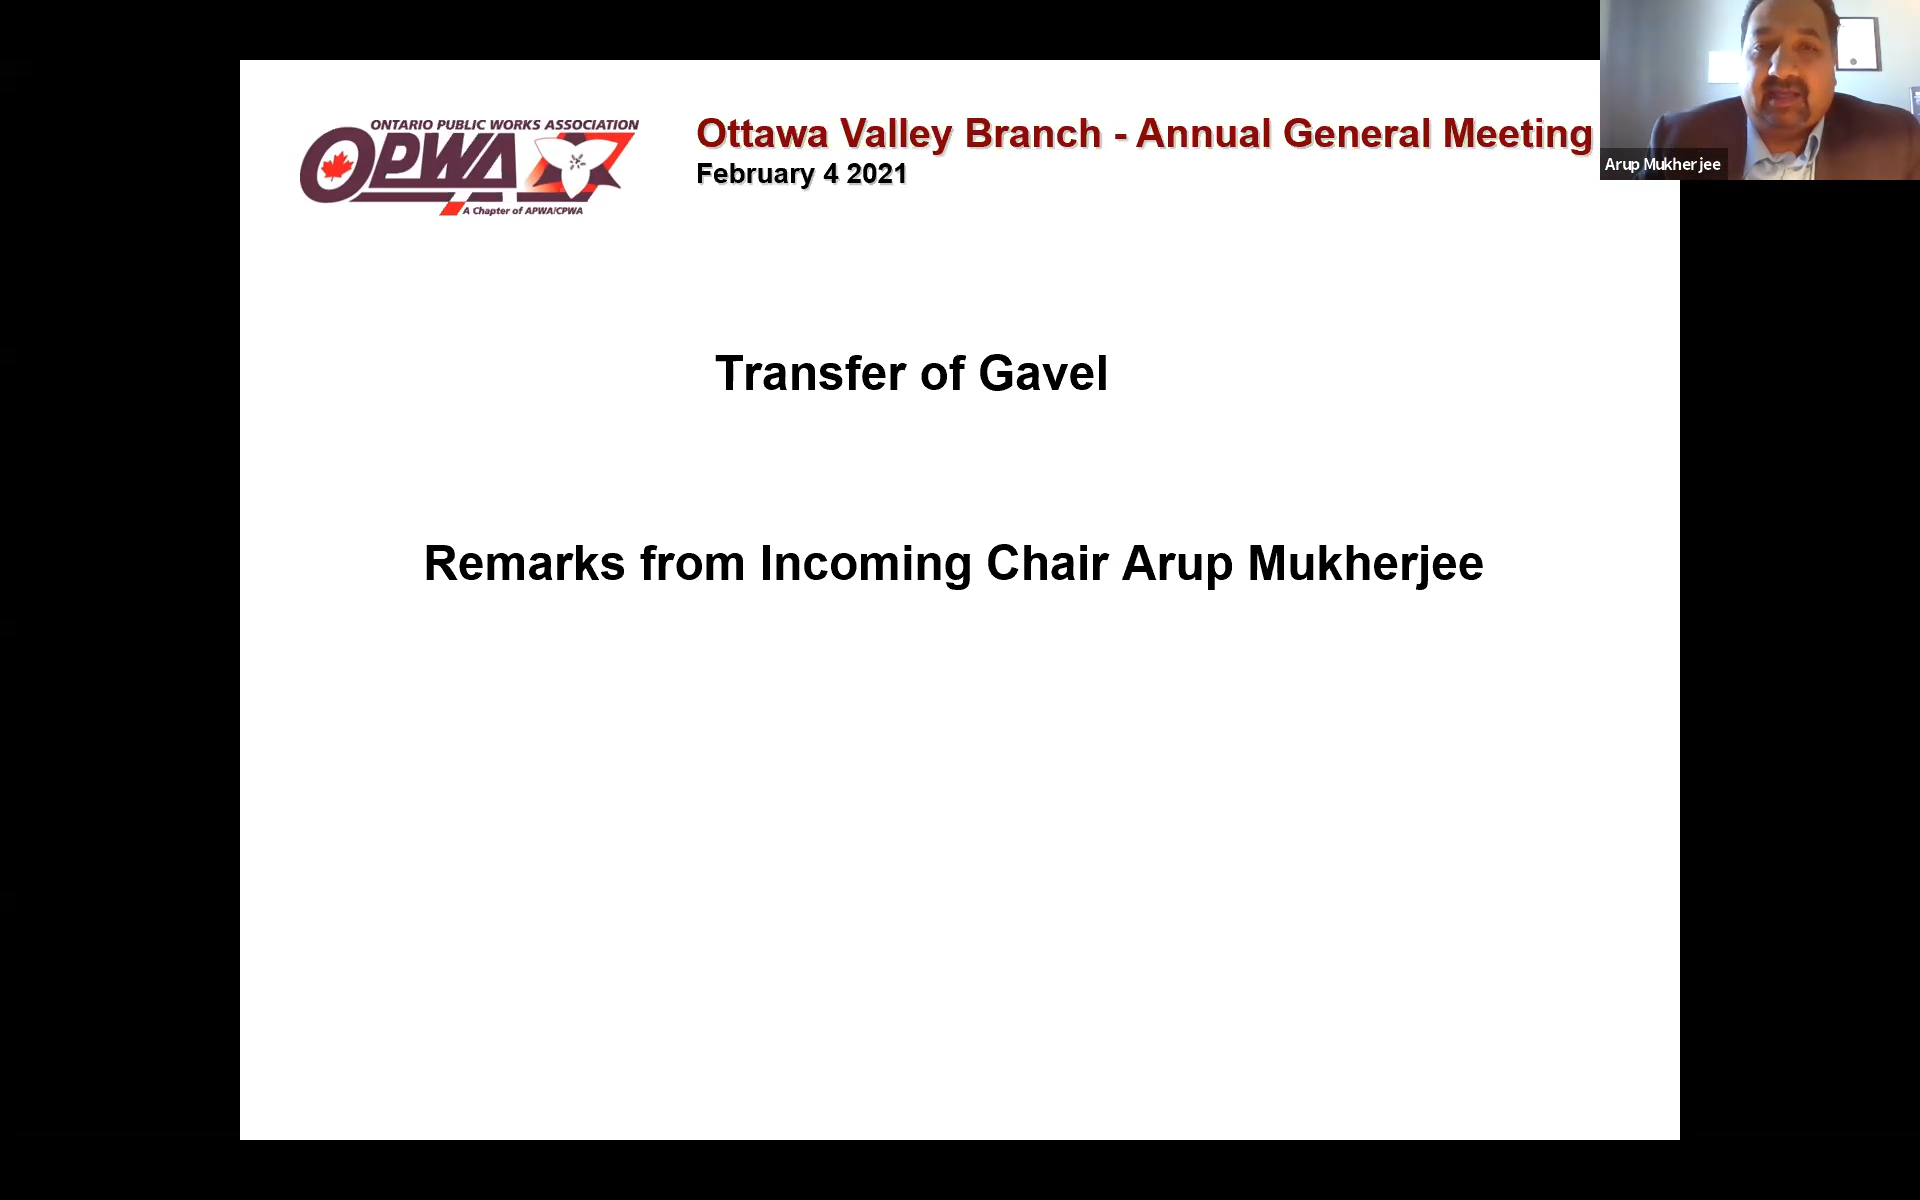 ONTARIO PUBLIC WORKS ASSOCIATION
OPWA
A Chapter of APWA/CPWA
Ottawa Valley Branch - Annual General Meeting
February 4 2021
Arup Mukherjee
Transfer of Gavel
Remarks from Incoming Chair Arup Mukherjee